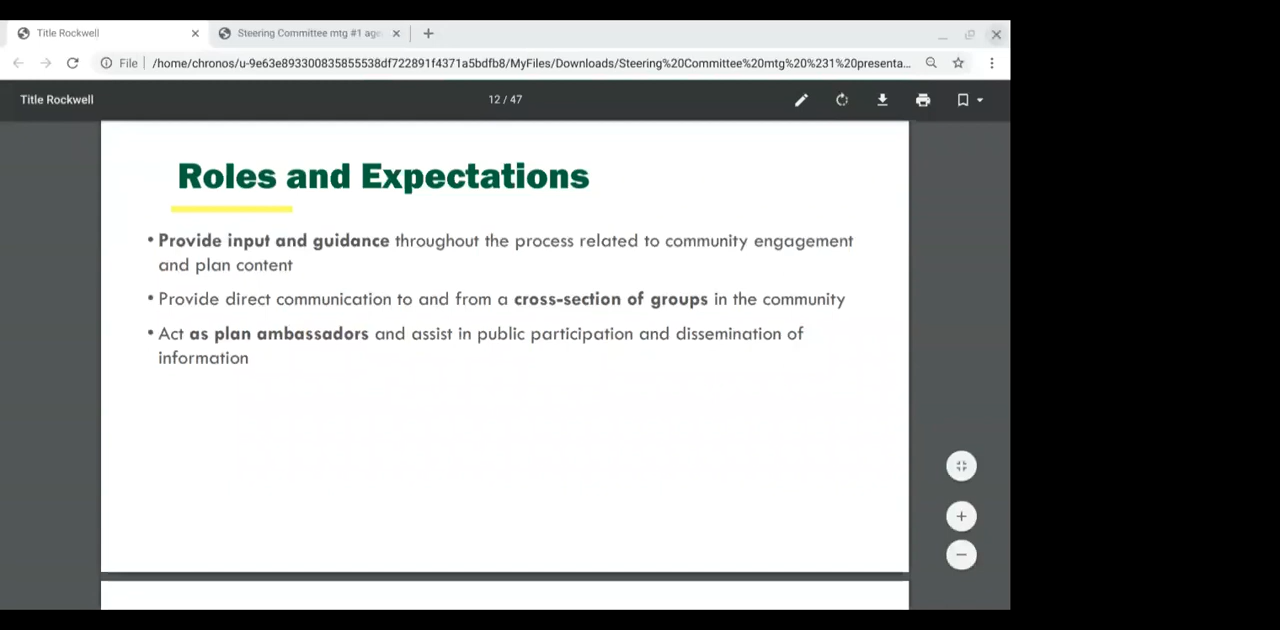 Title Rockwell
Steering Committee mtg #1 age
File
/home/chronos/u-9e63e893300835855538df722891f4371a5bdfb8/MyFiles/Downloads/Steering%20Committee%20mtg%20%231%20presenta...
Title Rockwell
12 / 47
Roles and Expectations
• Provide input and guidance throughout the process related to community engagement
and plan content
• Provide direct communication to and from a cross-section of groups in the community
• Act as plan ambassadors and assist in public participation and dissemination of
information